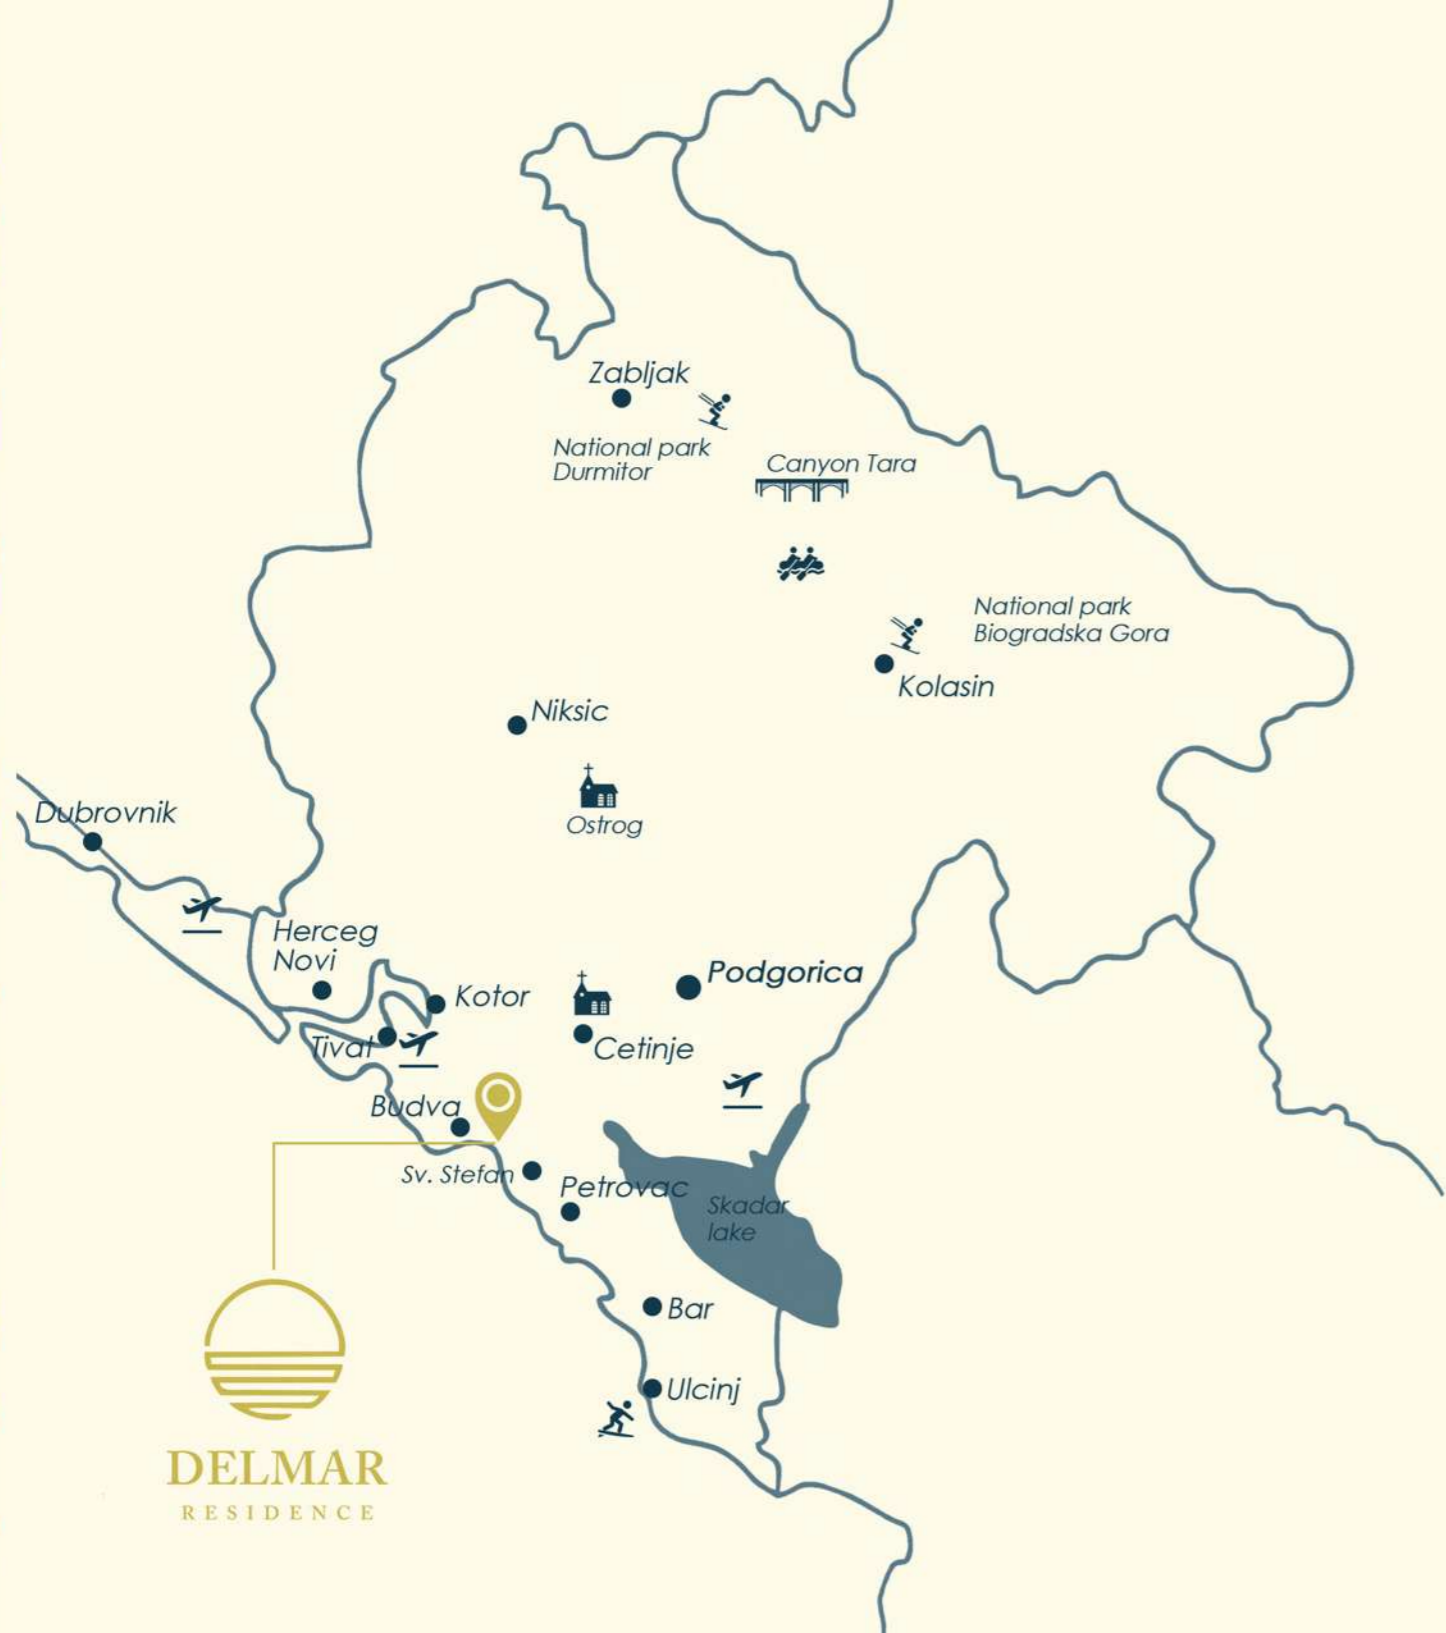 Zabljak
National park
Durmitor
Canyon Tara
National park
Biogradska Gora
Kolasin
Niksic
Ostrog
Dubrovnik
Herceg
Novi
Kotor
Podgorica
Tivat
Cetinje
Budva
Sv. Stefan
Petrovac
Skadar
lake
Bar
Ulcinj
DELMAR
RESIDENCE